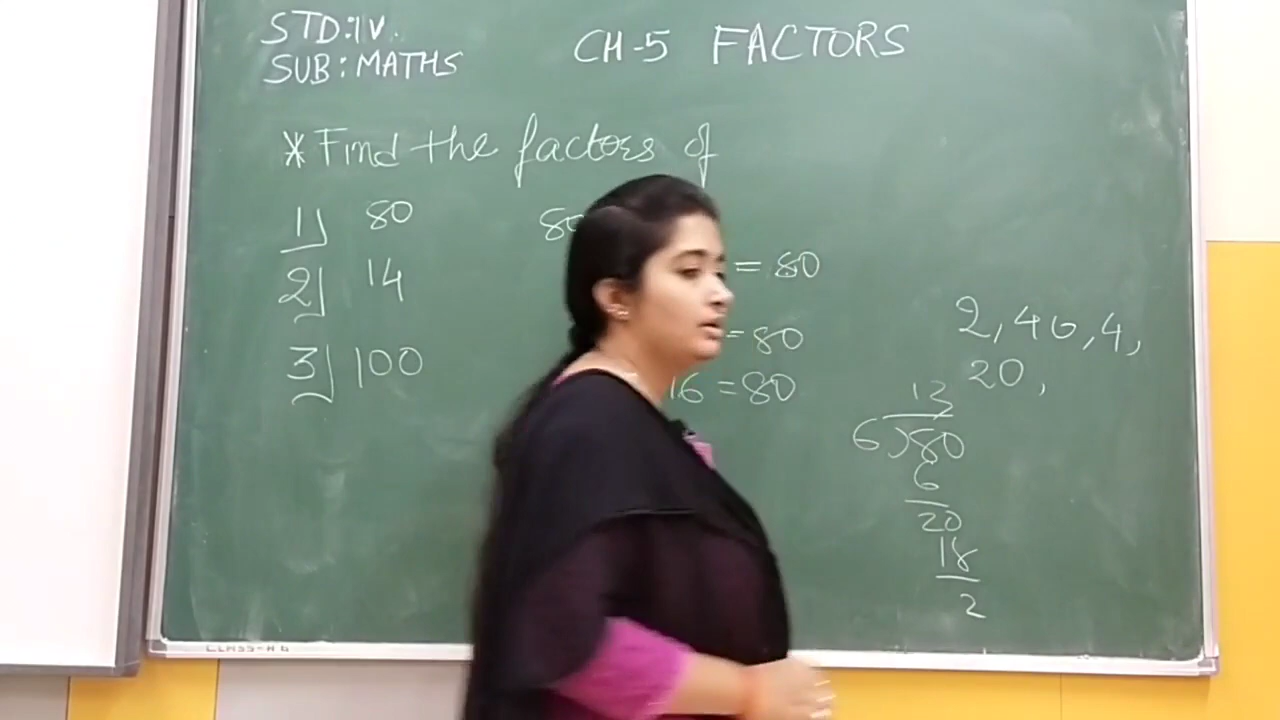 STD:IV.
SUB: MATHS
CH-5 FACTORS
* Find the factors of
1) 80
2) 14
3) 100
80
= 80
= 80
16 = 80
2, 40, 4,
20,
13
6)80
6
20
18
2